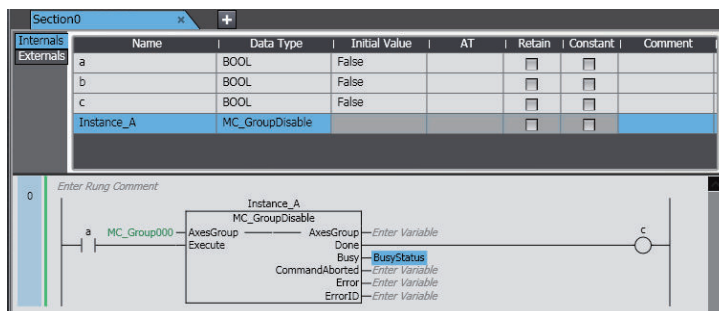 Section0 × +
Internals Name Data Type Initial Value AT Retain Constant Comment
Externals a BOOL False
b BOOL False
c BOOL False
Instance_A MC_GroupDisable
0 Enter Rung Comment
Instance_A
MC_GroupDisable
a MC_Group000 AxesGroup AxesGroup Enter Variable c
Execute Done
Busy BusyStatus
CommandAborted Enter Variable
Error Enter Variable
ErrorID Enter Variable